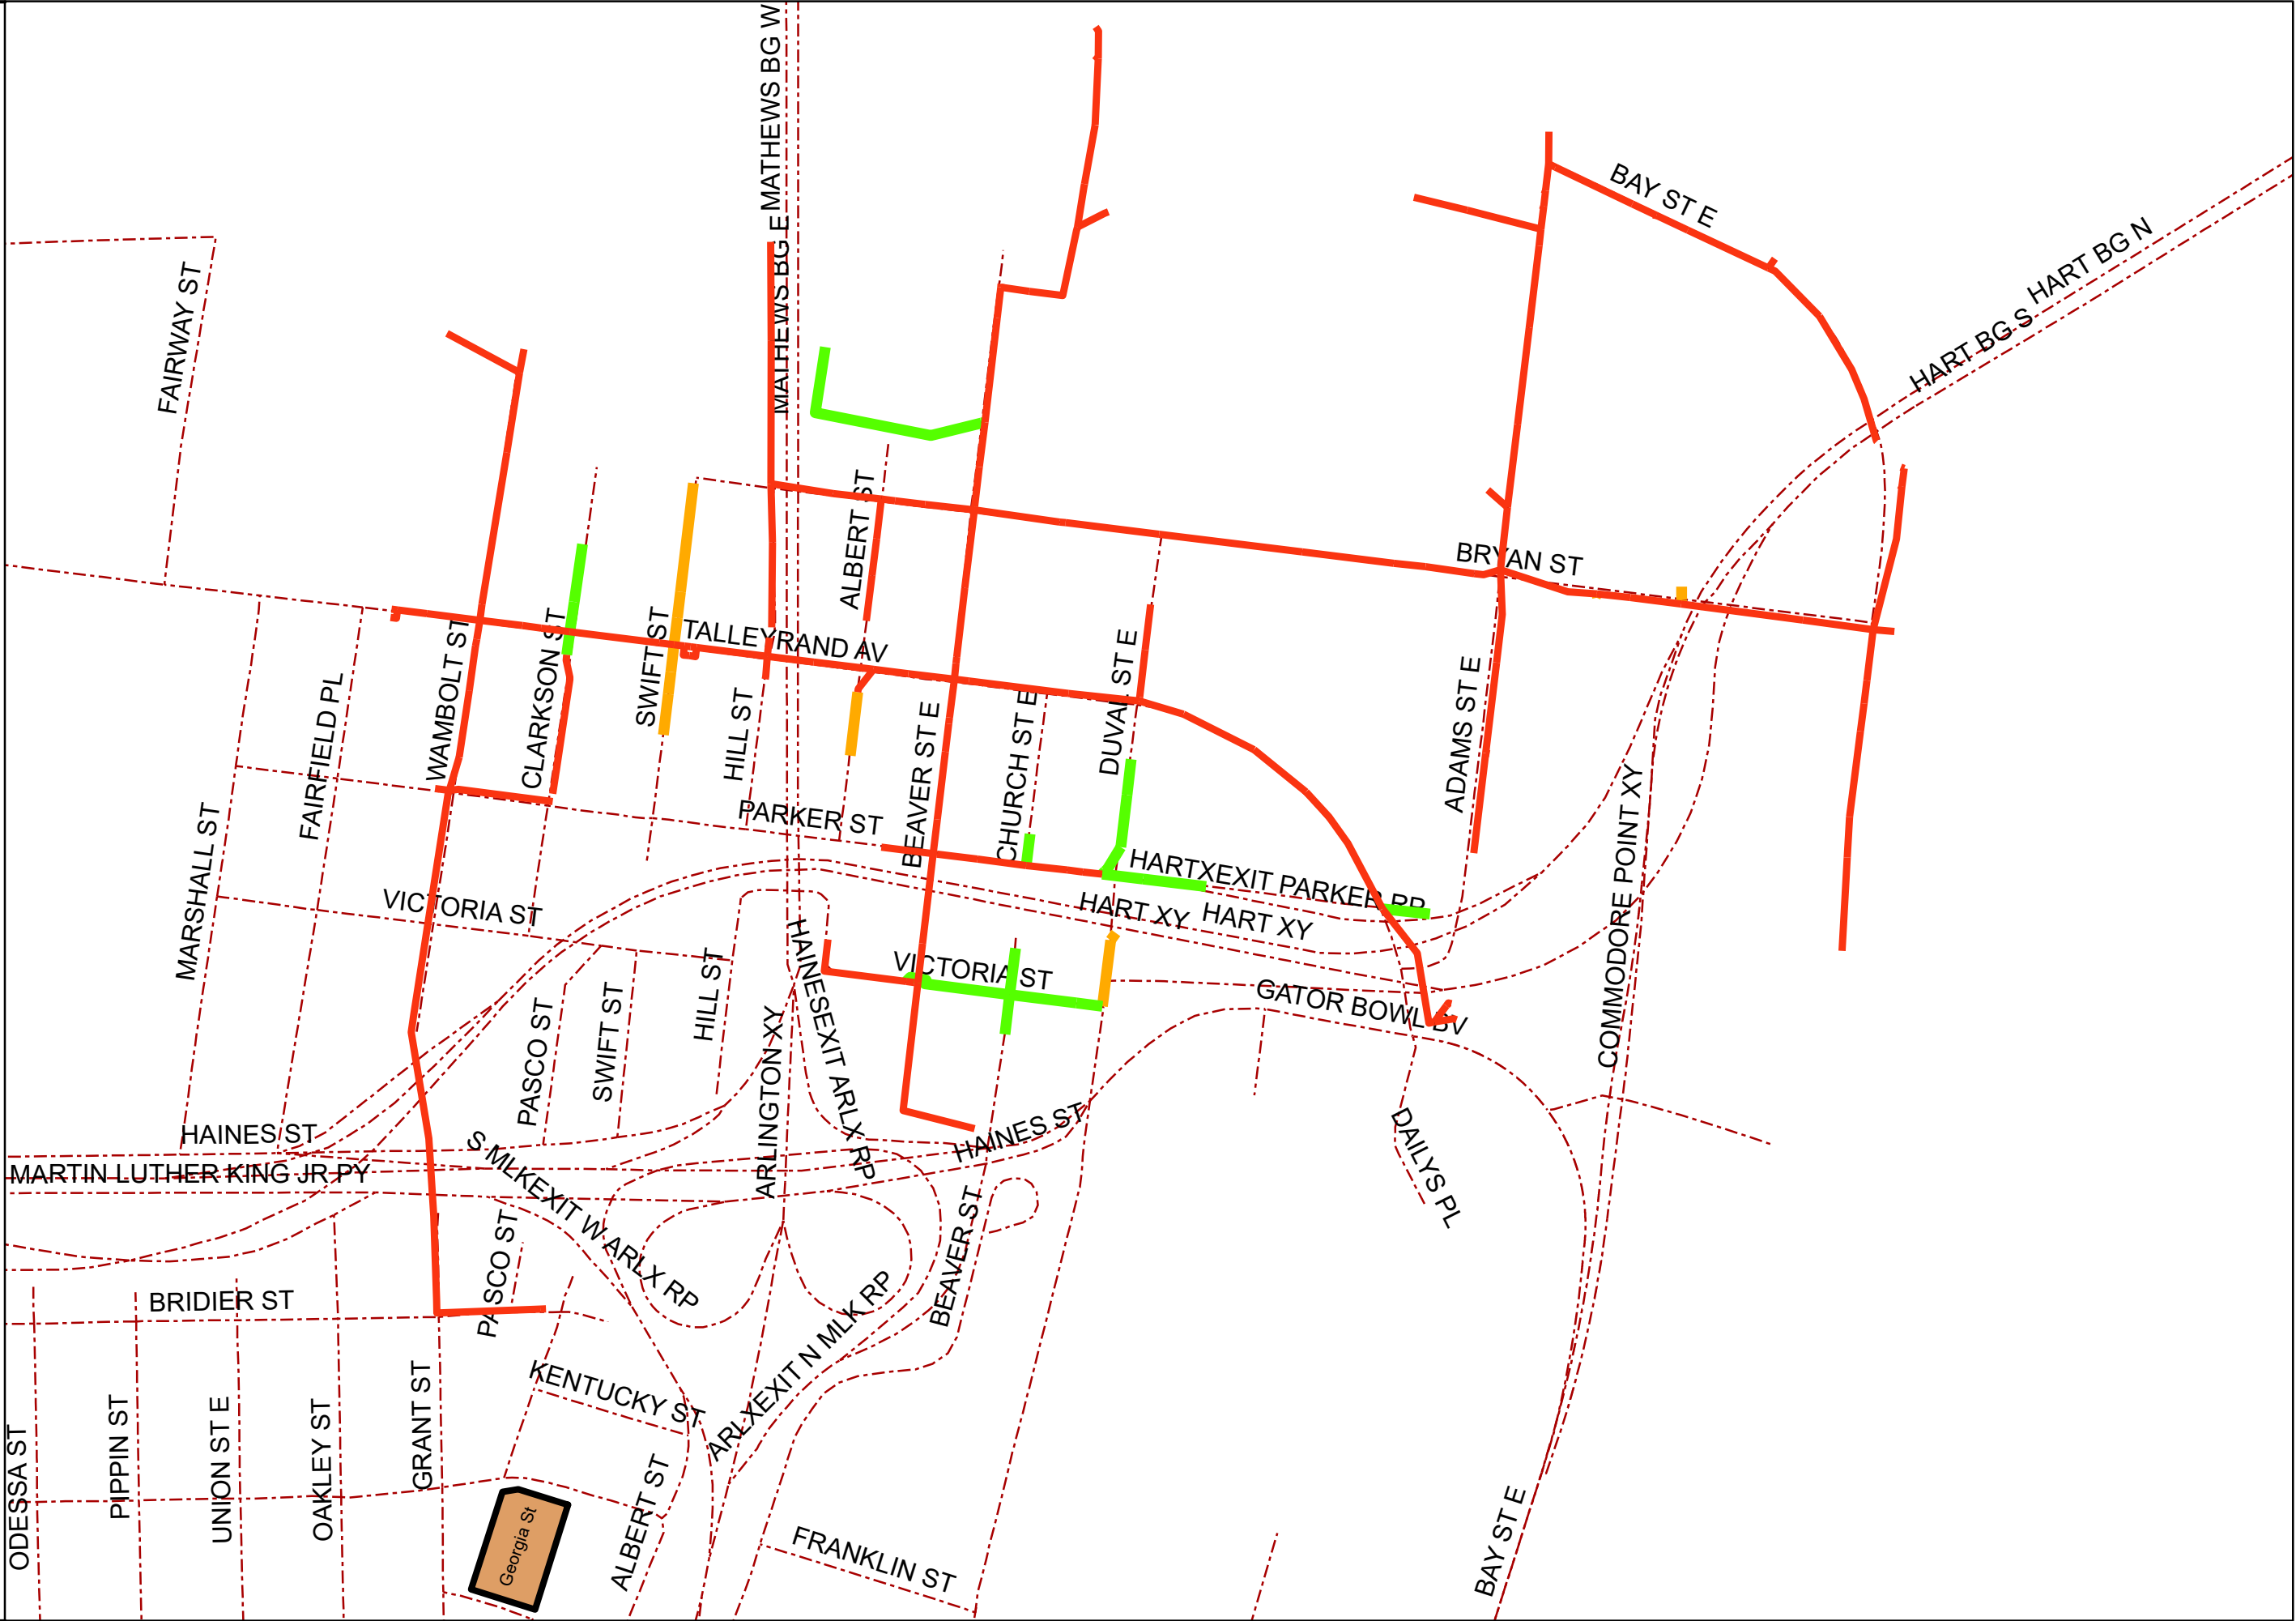 MATHEWS BG W
MATHEWS BG E
BAY ST E
HART BG N
HART BG S
FAIRWAY ST
ALBERT ST
BRYAN ST
TALLEYRAND AV
SWIFT ST
CLARKSON ST
WAMBOLT ST
FAIRFIELD PL
HILL ST
BEAVER ST E
CHURCH ST E
DUVAL ST E
ADAMS ST E
COMMODORE POINT XY
PARKER ST
MARSHALL ST
HARTXEXIT PARKER RP
HART XY
HART XY
VICTORIA ST
VICTORIA ST
HAINESEXIT ARLX RP
HILL ST
GATOR BOWL BV
PASCO ST
SWIFT ST
ARLINGTON XY
HAINES ST
HAINES ST
MARTIN LUTHER KING JR PY
S MLKEXIT W ARLX RP
DAILYS PL
BEAVER ST
PASCO ST
BRIDIER ST
ARLXEXIT N MLK RP
KENTUCKY ST
ODESSA ST
PIPPIN ST
UNION ST E
OAKLEY ST
GRANT ST
ALBERT ST
Georgia St
FRANKLIN ST
BAY ST E